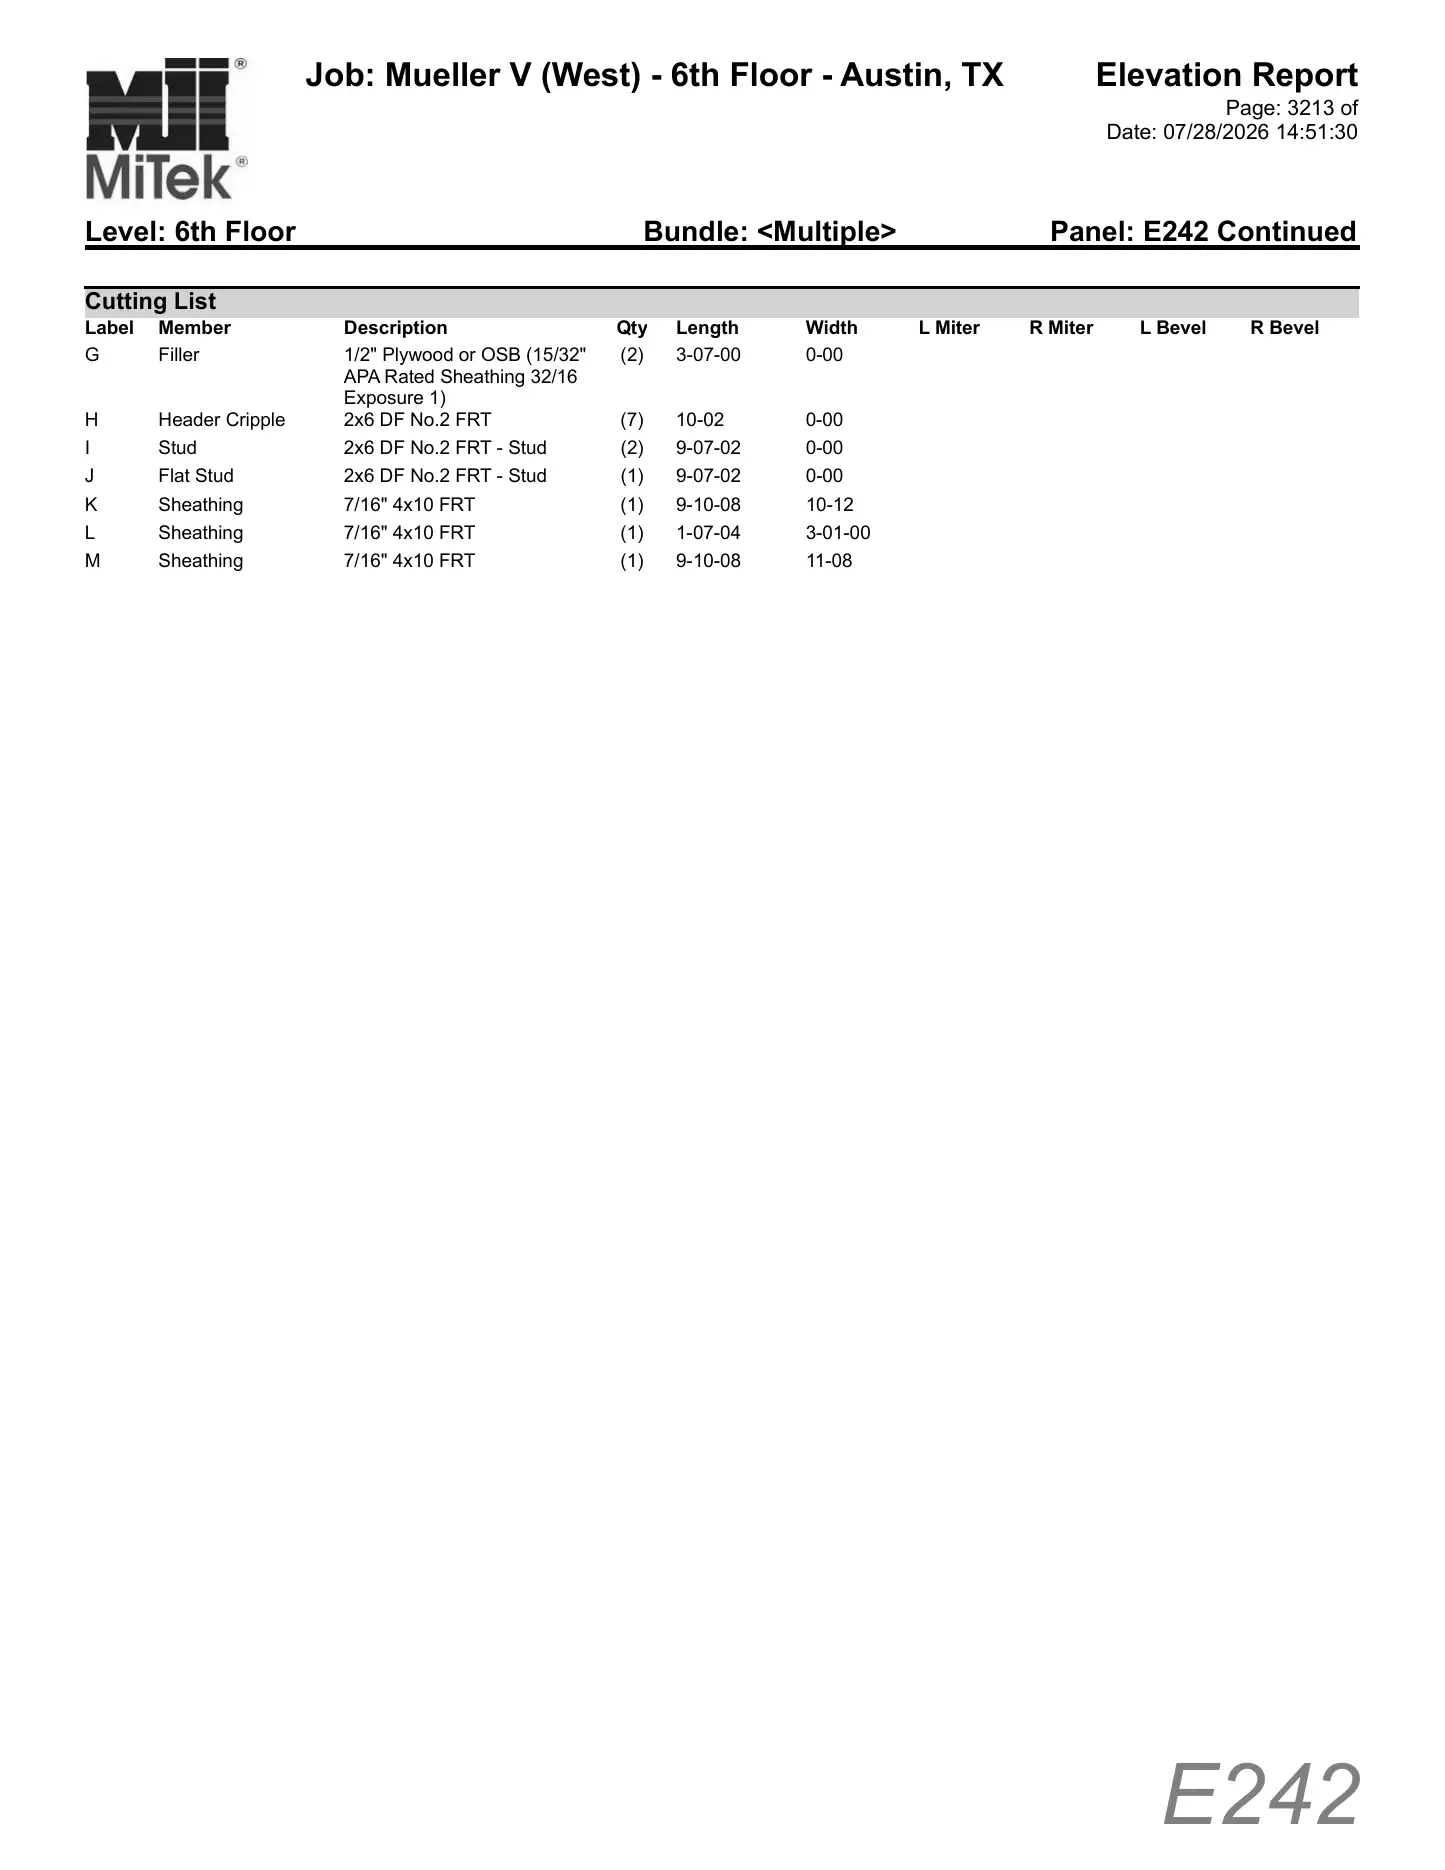 MiTek®
Job: Mueller V (West) - 6th Floor - Austin, TX
Elevation Report
Page: 3213 of
Date: 07/28/2026 14:51:30
Level: 6th Floor Bundle: <Multiple> Panel: E242 Continued
Cutting List
Label Member Description Qty Length Width L Miter R Miter L Bevel R Bevel
G Filler 1/2" Plywood or OSB (15/32" (2) 3-07-00 0-00
APA Rated Sheathing 32/16
Exposure 1)
H Header Cripple 2x6 DF No.2 FRT (7) 10-02 0-00
I Stud 2x6 DF No.2 FRT - Stud (2) 9-07-02 0-00
J Flat Stud 2x6 DF No.2 FRT - Stud (1) 9-07-02 0-00
K Sheathing 7/16" 4x10 FRT (1) 9-10-08 10-12
L Sheathing 7/16" 4x10 FRT (1) 1-07-04 3-01-00
M Sheathing 7/16" 4x10 FRT (1) 9-10-08 11-08
E242